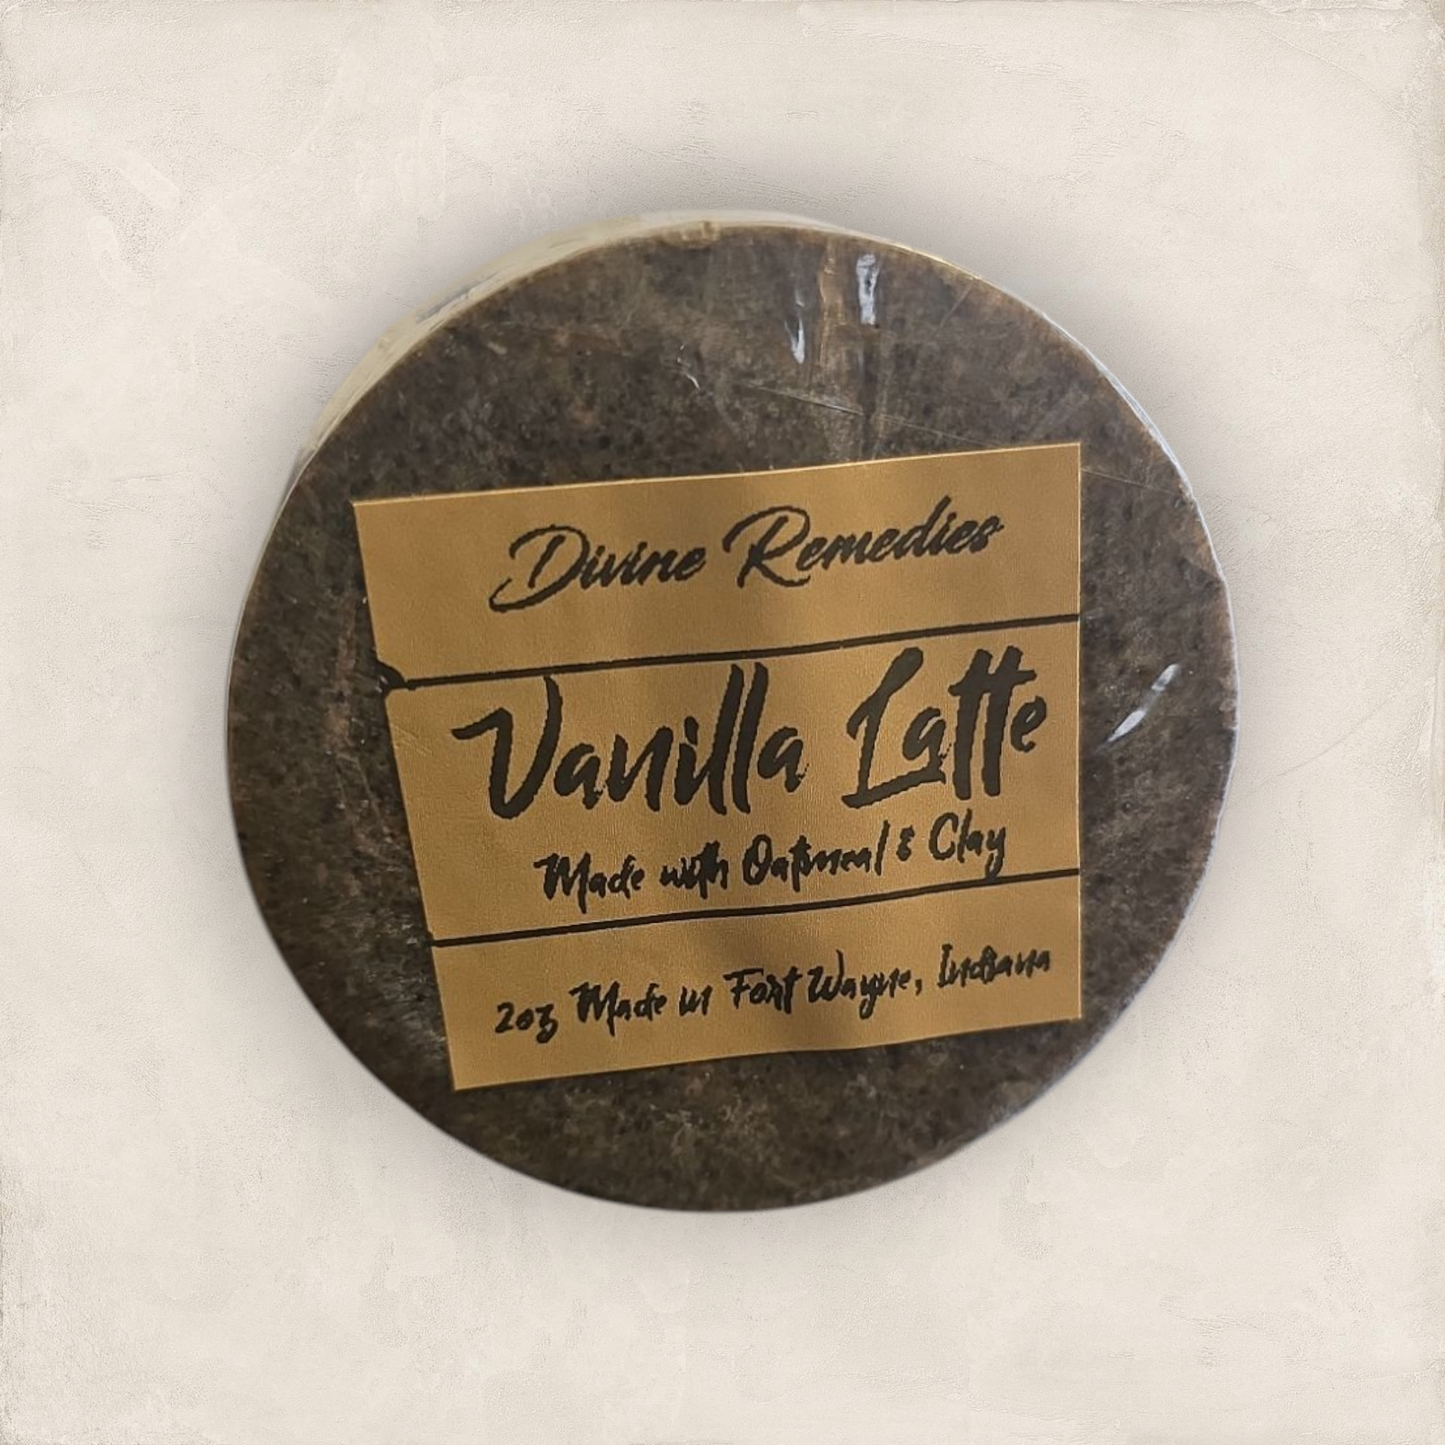 Divine Remedies
Vanilla Latte
Made with Oatmeal & Clay
2oz Made in Fort Wayne, Indiana